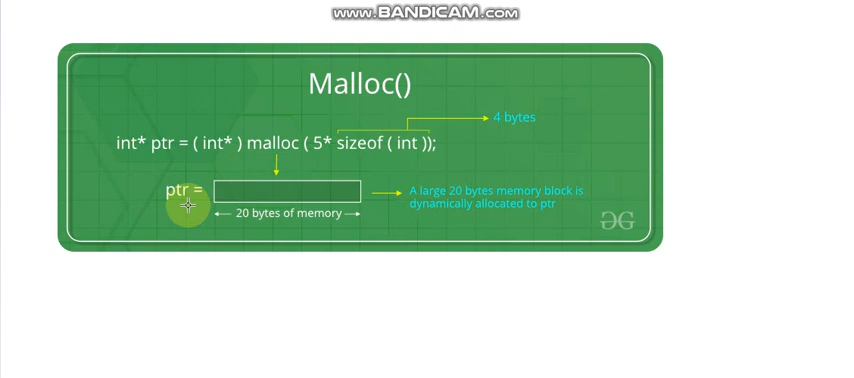 www.BANDICAM.com
Malloc()
4 bytes
int* ptr = ( int* ) malloc ( 5* sizeof ( int ));
ptr =
A large 20 bytes memory block is
dynamically allocated to ptr
20 bytes of memory
GG